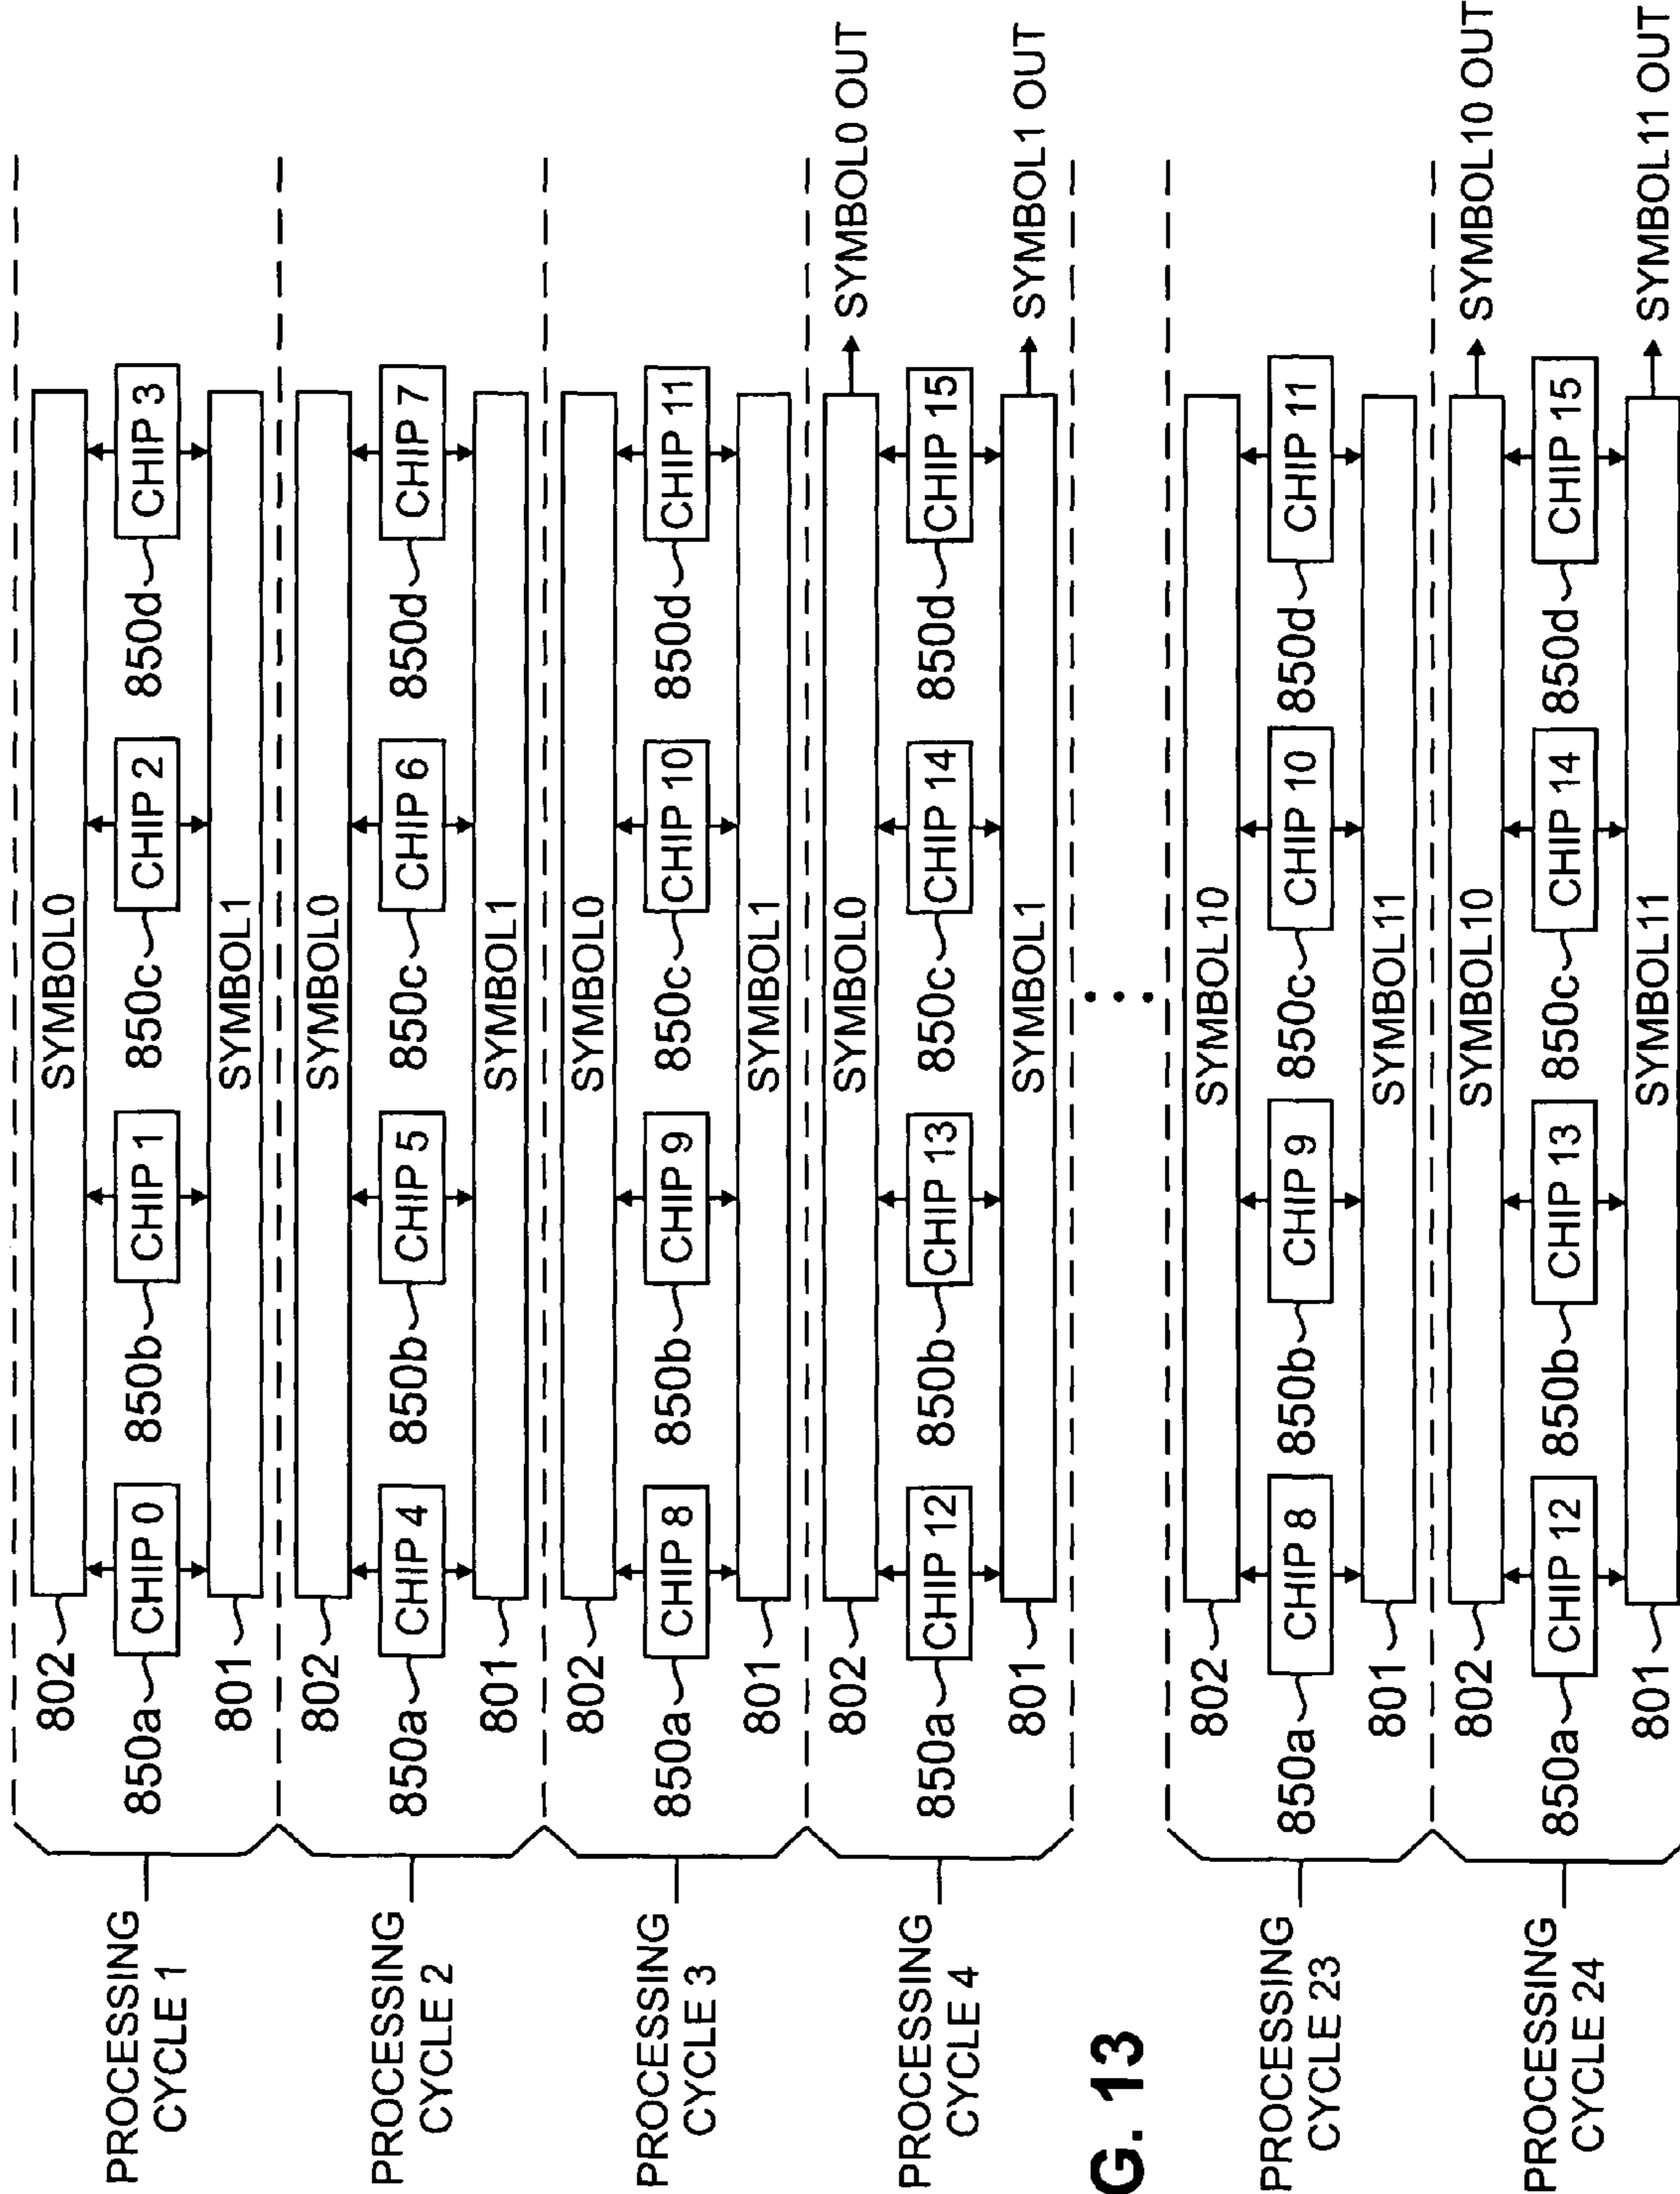 PROCESSING
CYCLE 1
802
SYMBOL0
850a
CHIP 0
850b
CHIP 1
850c
CHIP 2
850d
CHIP 3
801
SYMBOL1
PROCESSING
CYCLE 2
802
SYMBOL0
850a
CHIP 4
850b
CHIP 5
850c
CHIP 6
850d
CHIP 7
801
SYMBOL1
PROCESSING
CYCLE 3
802
SYMBOL0
850a
CHIP 8
850b
CHIP 9
850c
CHIP 10
850d
CHIP 11
801
SYMBOL1
PROCESSING
CYCLE 4
802
SYMBOL0
SYMBOL0 OUT
850a
CHIP 12
850b
CHIP 13
850c
CHIP 14
850d
CHIP 15
801
SYMBOL1
SYMBOL1 OUT
G. 13
PROCESSING
CYCLE 23
802
SYMBOL10
850a
CHIP 8
850b
CHIP 9
850c
CHIP 10
850d
CHIP 11
801
SYMBOL11
PROCESSING
CYCLE 24
802
SYMBOL10
SYMBOL10 OUT
850a
CHIP 12
850b
CHIP 13
850c
CHIP 14
850d
CHIP 15
801
SYMBOL11
SYMBOL11 OUT